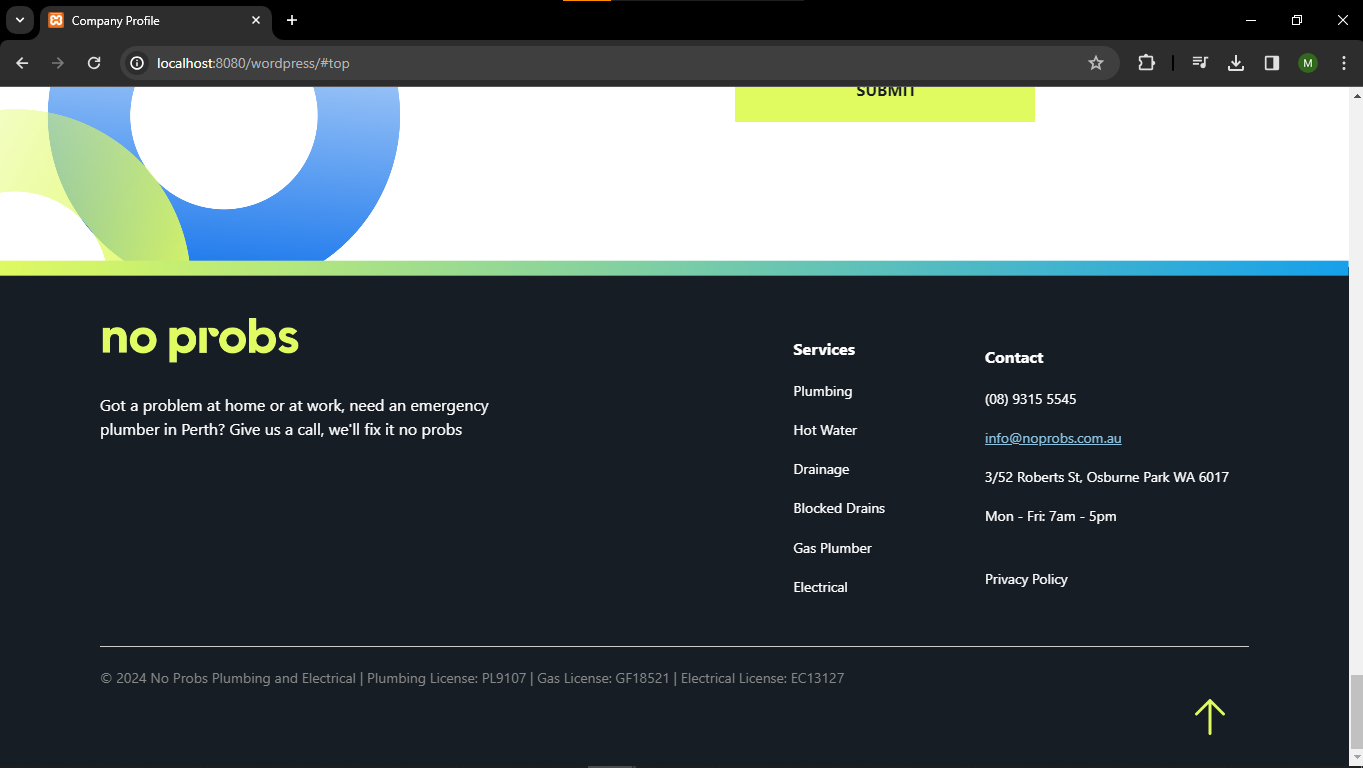 Company Profile
localhost:8080/wordpress/#top
M
SUBMIT
no probs
Got a problem at home or at work, need an emergency
plumber in Perth? Give us a call, we'll fix it no probs
Services
Plumbing
Hot Water
Drainage
Blocked Drains
Gas Plumber
Electrical
Contact
(08) 9315 5545
info@noprobs.com.au
3/52 Roberts St, Osburne Park WA 6017
Mon - Fri: 7am - 5pm
Privacy Policy
© 2024 No Probs Plumbing and Electrical | Plumbing License: PL9107 | Gas License: GF18521 | Electrical License: EC13127